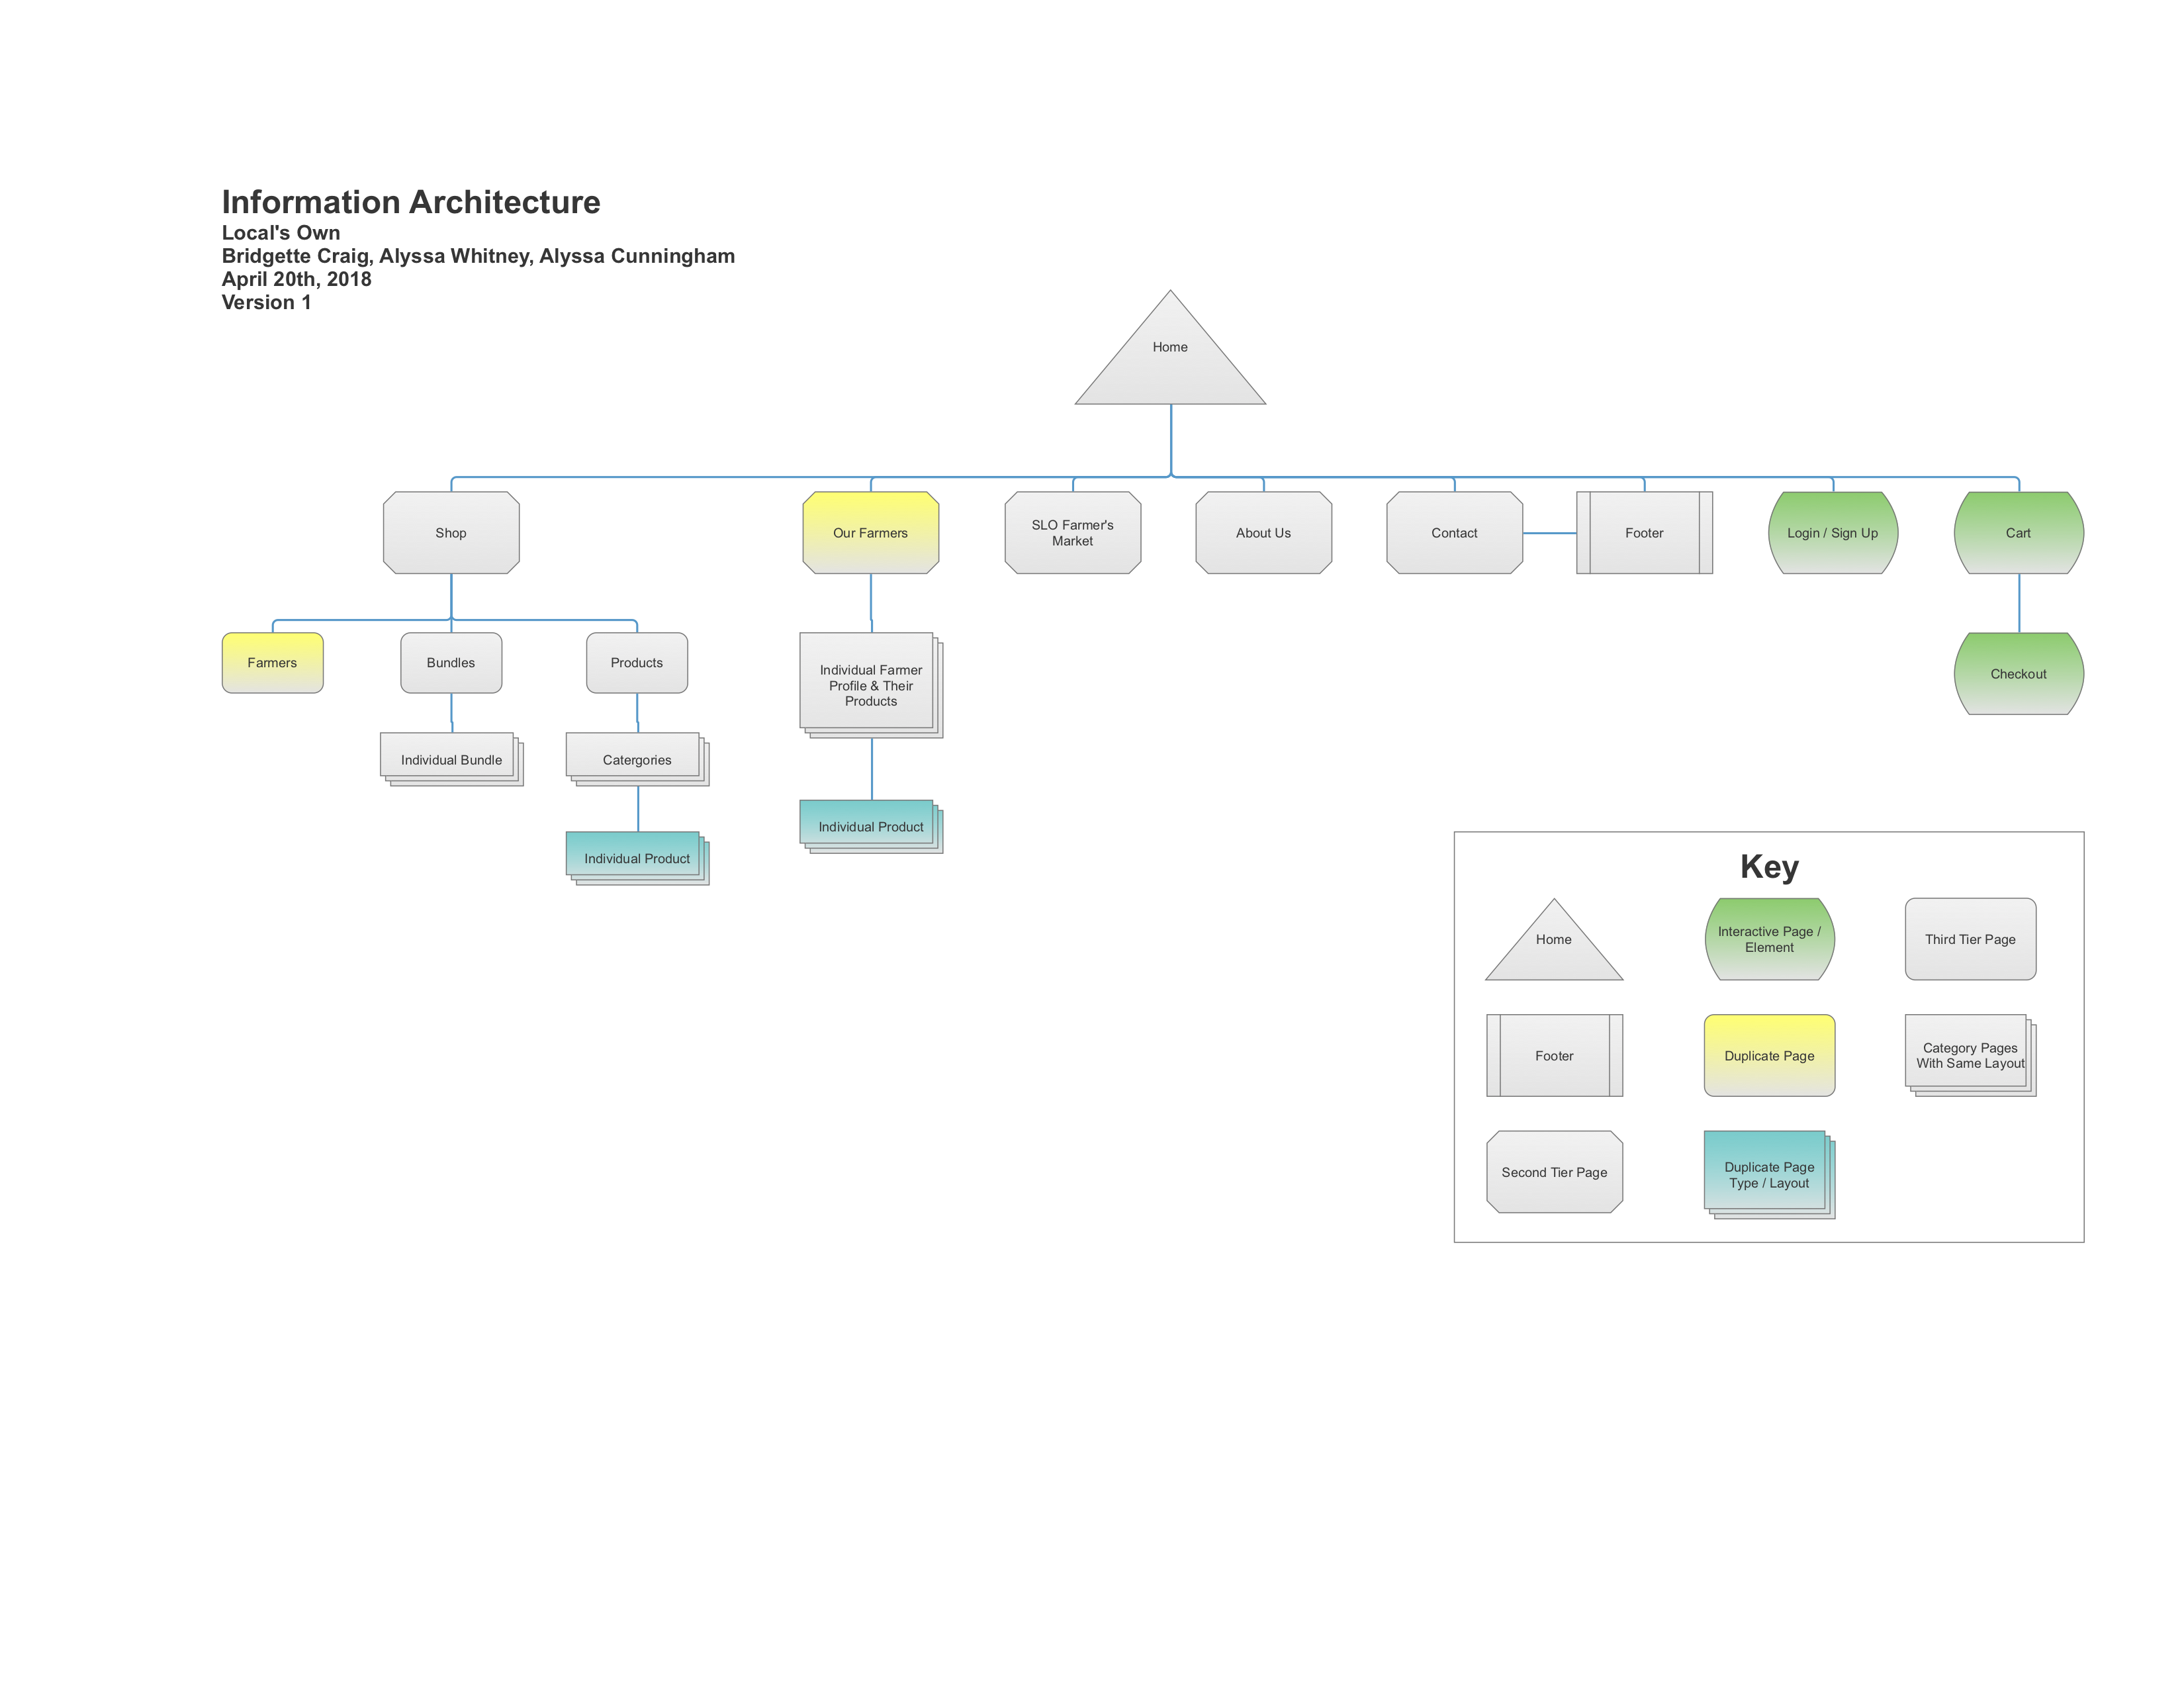 Information Architecture
Local's Own
Bridgette Craig, Alyssa Whitney, Alyssa Cunningham
April 20th, 2018
Version 1
Home
Shop
Our Farmers
SLO Farmer's
Market
About Us
Contact
Footer
Login / Sign Up
Cart
Farmers
Bundles
Products
Individual Farmer
Profile & Their
Products
Checkout
Individual Bundle
Catergories
Individual Product
Individual Product
Key
Home
Interactive Page /
Element
Third Tier Page
Footer
Duplicate Page
Category Pages
With Same Layout
Second Tier Page
Duplicate Page
Type / Layout